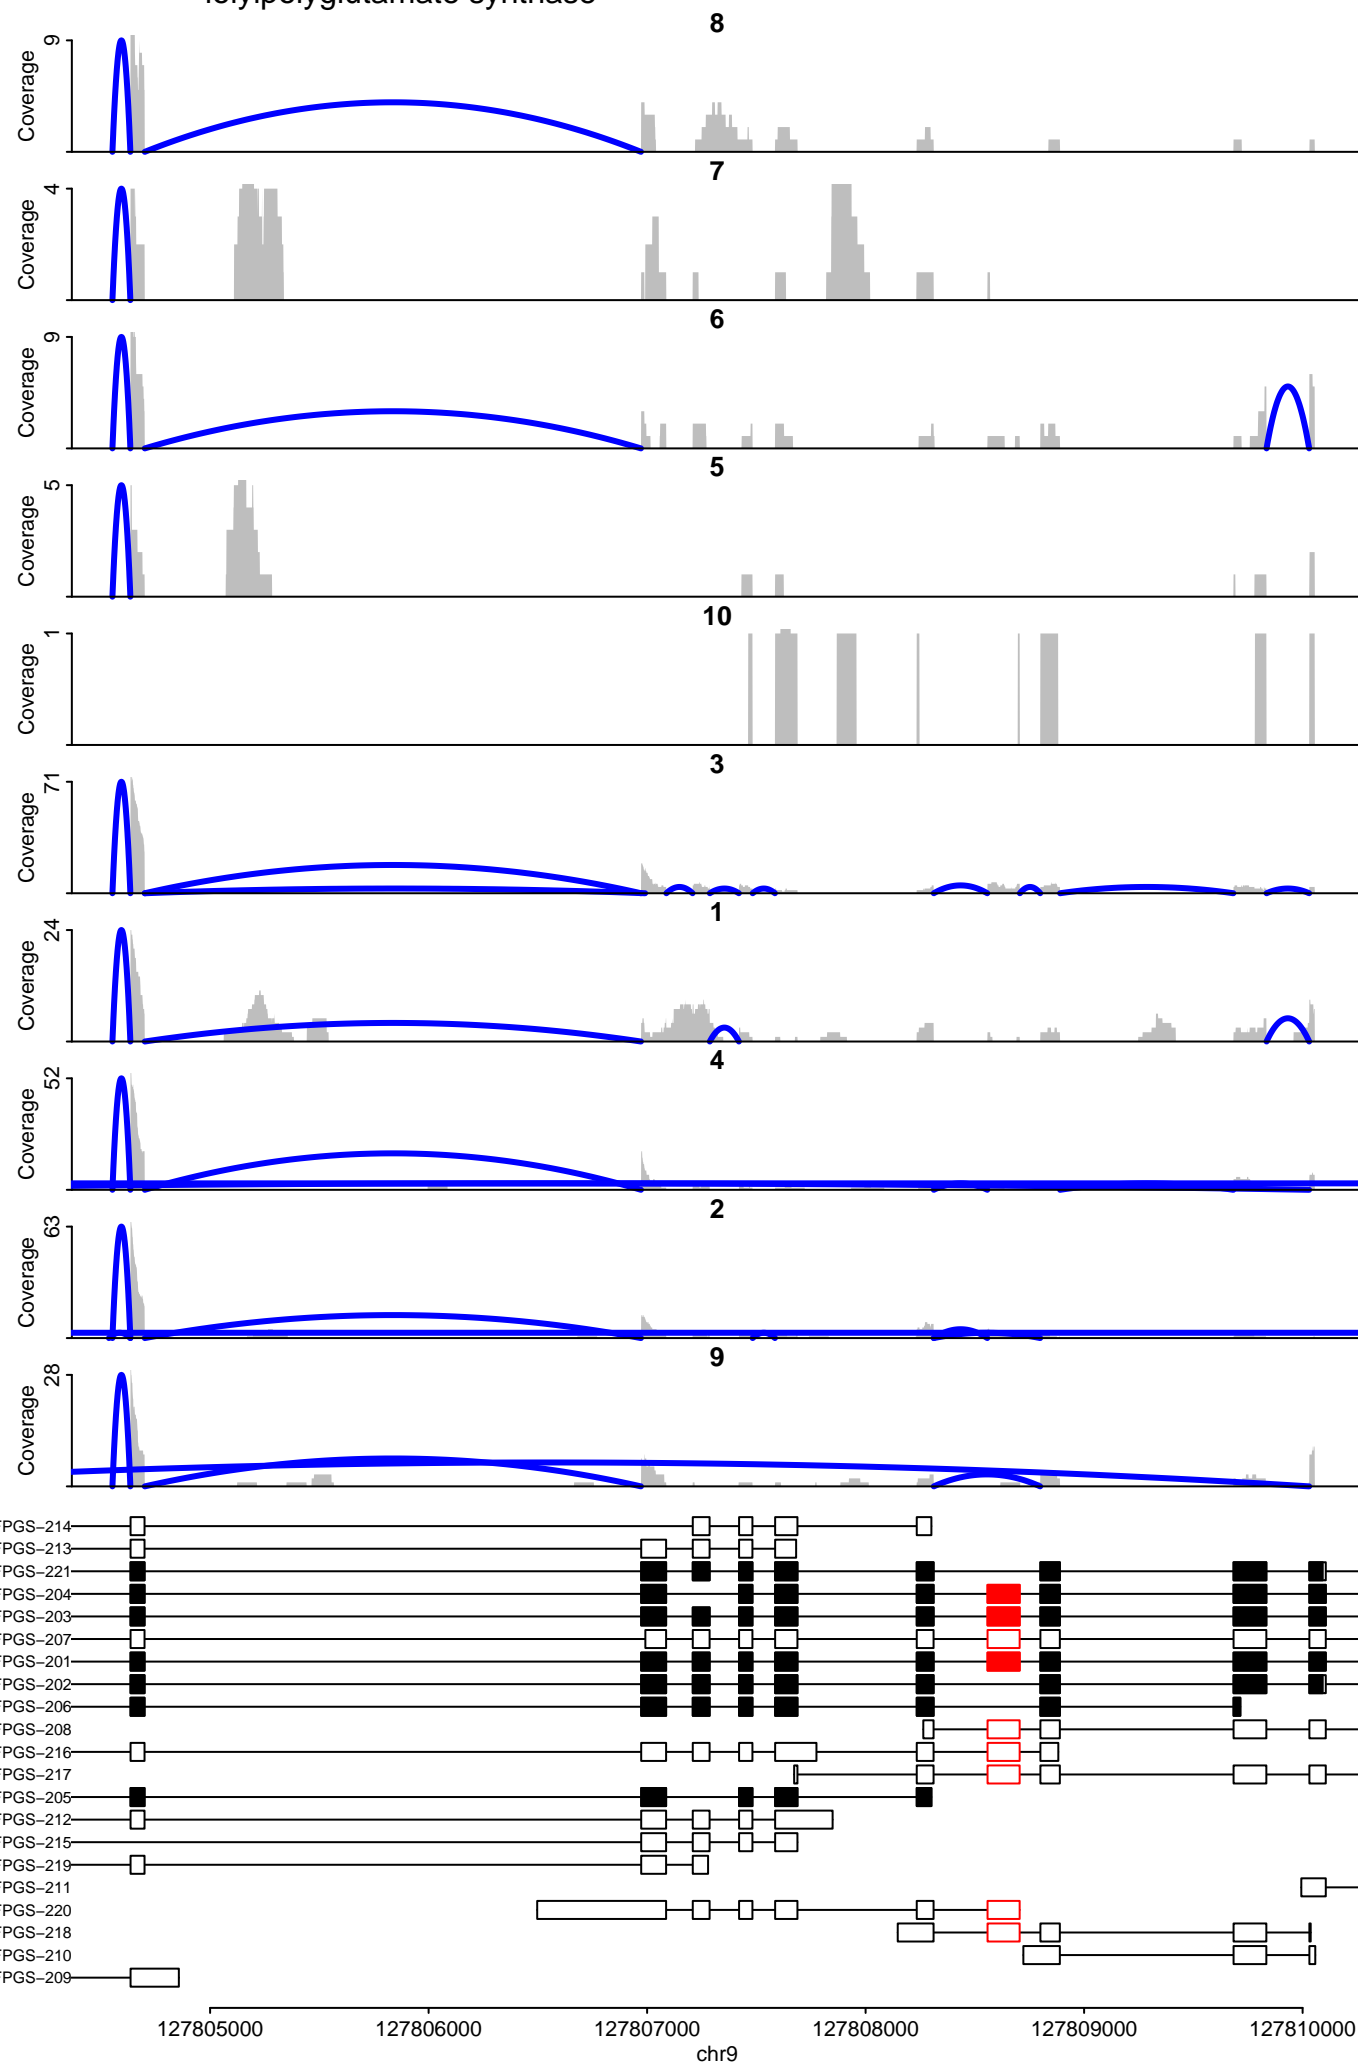 folylpolyglutamate synthase
8
Coverage
9
7
Coverage
4
6
Coverage
9
5
Coverage
5
10
Coverage
1
3
Coverage
71
1
Coverage
24
4
Coverage
52
2
Coverage
63
9
Coverage
28
FPGS-214
FPGS-213
FPGS-221
FPGS-204
FPGS-203
FPGS-207
FPGS-201
FPGS-202
FPGS-206
FPGS-208
FPGS-216
FPGS-217
FPGS-205
FPGS-212
FPGS-215
FPGS-219
FPGS-211
FPGS-220
FPGS-218
FPGS-210
FPGS-209
127805000 127806000 127807000 127808000 127809000 127810000
chr9